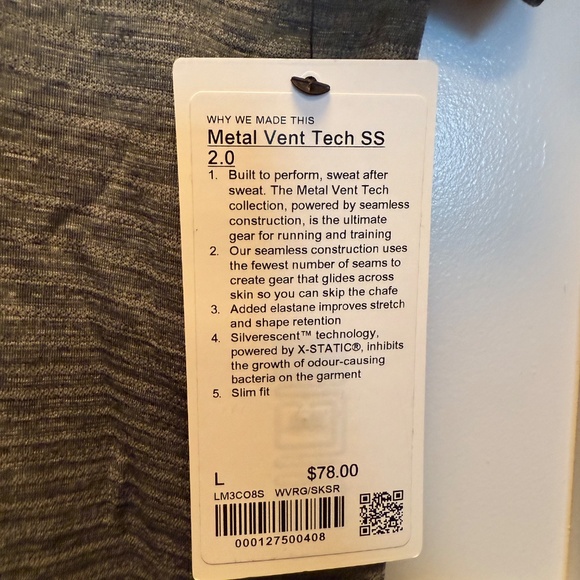 WHY WE MADE THIS
Metal Vent Tech SS
2.0
1. Built to perform, sweat after
sweat. The Metal Vent Tech
collection, powered by seamless
construction, is the ultimate
gear for running and training
2. Our seamless construction uses
the fewest number of seams to
create gear that glides across
skin so you can skip the chafe
3. Added elastane improves stretch
and shape retention
4. Silverescent™ technology,
powered by X-STATIC®, inhibits
the growth of odour-causing
bacteria on the garment
5. Slim fit
L $78.00
LM3CO8S WVRG/SKSR
000127500408